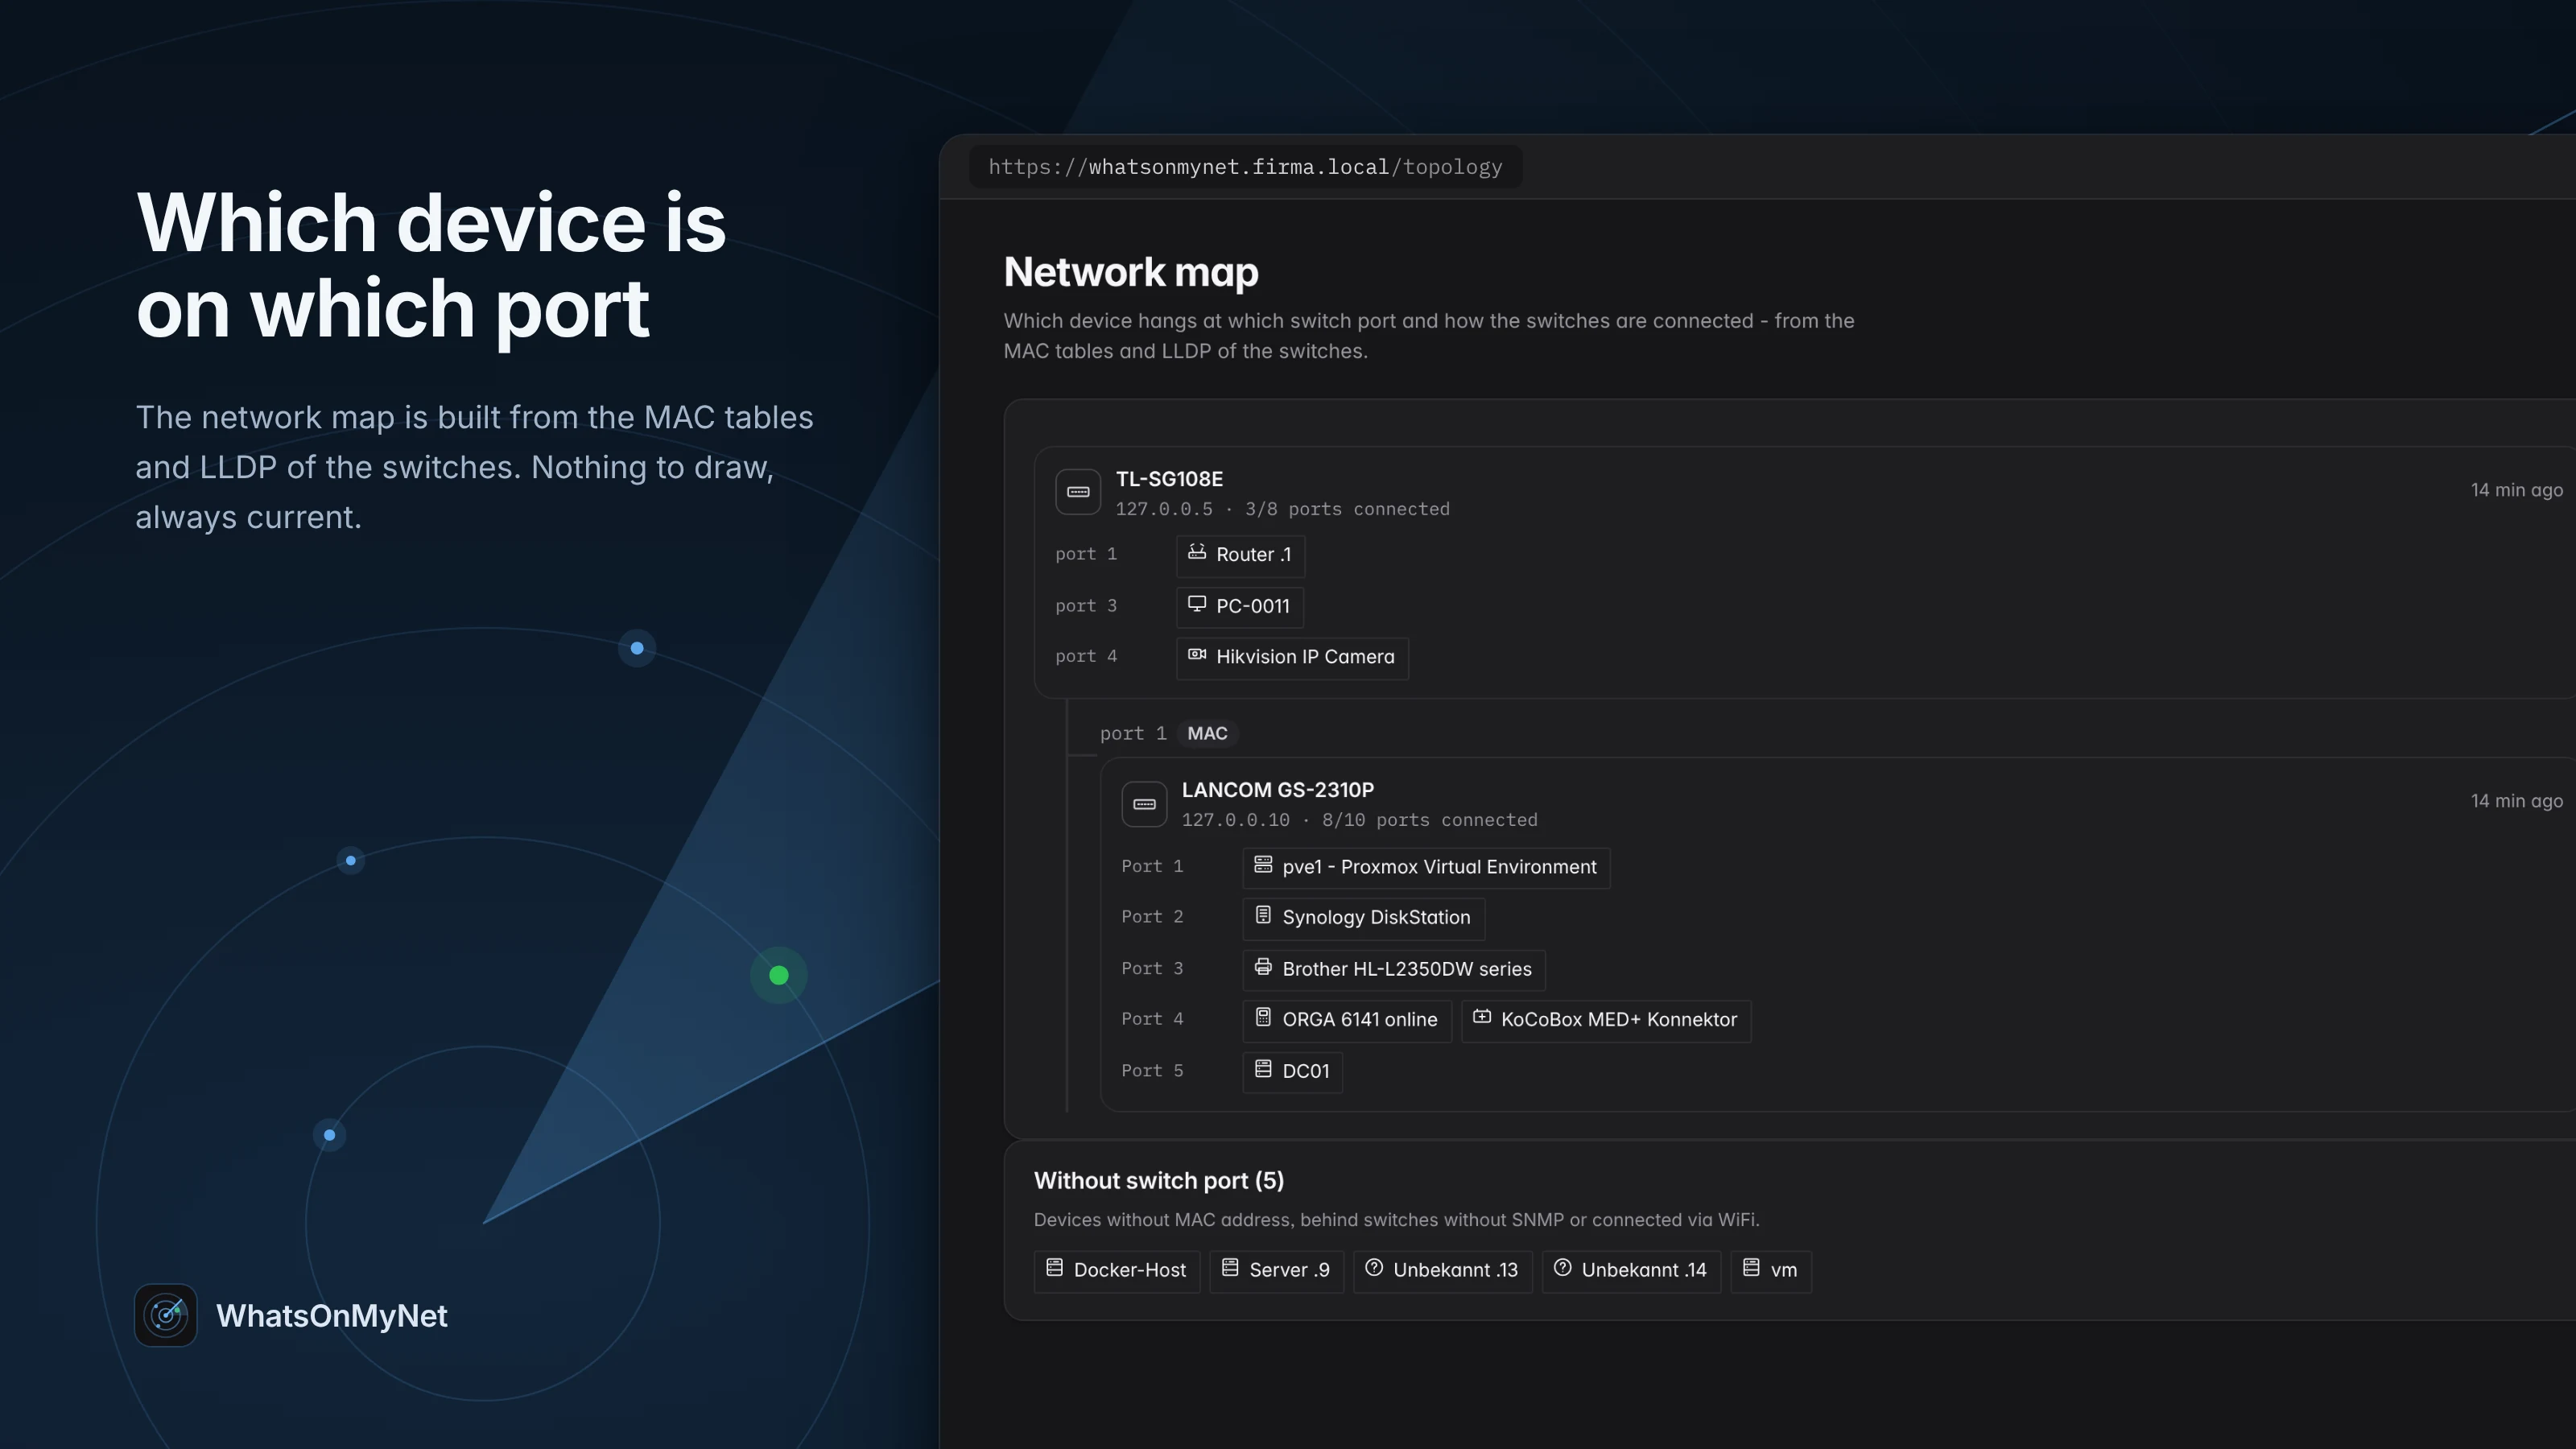 Which device is
on which port
The network map is built from the MAC tables
and LLDP of the switches. Nothing to draw,
always current.
WhatsOnMyNet
https://whatsonmynet.firma.local/topology
Network map
Which device hangs at which switch port and how the switches are connected - from the
MAC tables and LLDP of the switches.
TL-SG108E
14 min ago
127.0.0.5 · 3/8 ports connected
port 1 Router .1
port 3 PC-0011
port 4 Hikvision IP Camera
port 1 MAC
LANCOM GS-2310P
14 min ago
127.0.0.10 · 8/10 ports connected
Port 1 pve1 - Proxmox Virtual Environment
Port 2 Synology DiskStation
Port 3 Brother HL-L2350DW series
Port 4 ORGA 6141 online KoCoBox MED+ Konnektor
Port 5 DC01
Without switch port (5)
Devices without MAC address, behind switches without SNMP or connected via WiFi.
Docker-Host Server .9 Unbekannt .13 Unbekannt .14 vm